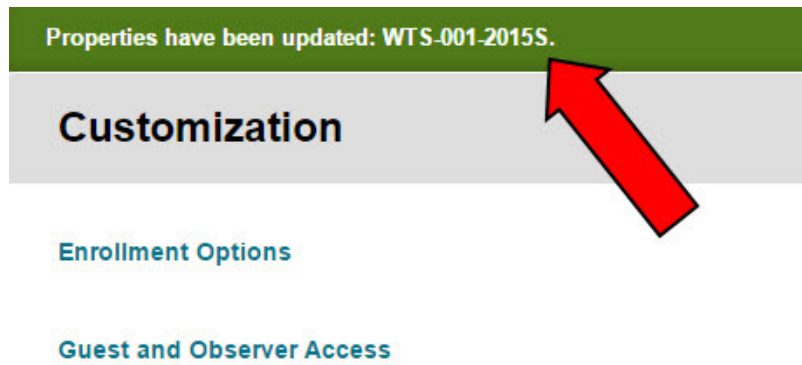 Properties have been updated: WTS-001-2015S.
Customization
Enrollment Options
Guest and Observer Access